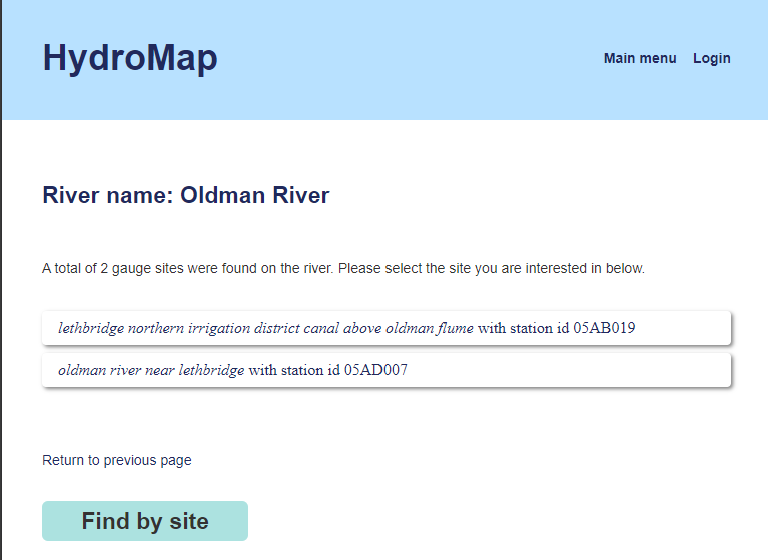 HydroMap
Main menu Login
River name: Oldman River
A total of 2 gauge sites were found on the river. Please select the site you are interested in below.
lethbridge northern irrigation district canal above oldman flume with station id 05AB019
oldman river near lethbridge with station id 05AD007
Return to previous page
Find by site